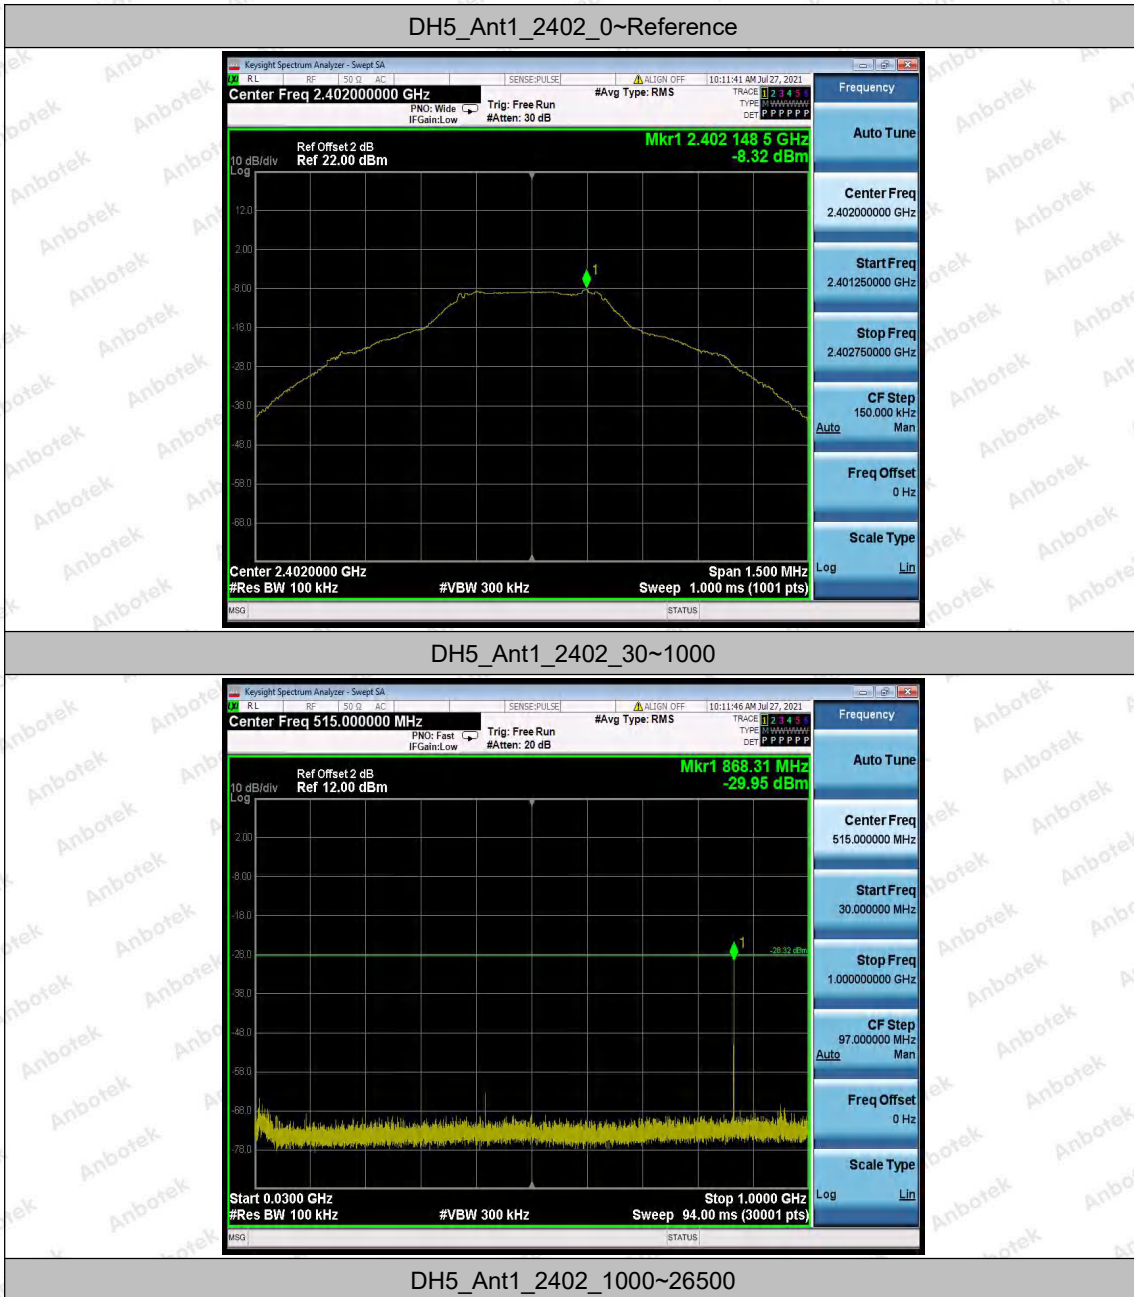 DH5_Ant1_2402_0~Reference
Keysight Spectrum Analyzer - Swept SA
RL RF 50 Ω AC SENSE:PULSE ALIGN OFF 10:11:41 AM Jul 27, 2021
Center Freq 2.402000000 GHz
PNO: Wide
IFGain:Low
Trig: Free Run
#Atten: 30 dB
#Avg Type: RMS
TRACE 1 2 3 4 5 6
TYPE M WWWWW
DET P P P P P P
Ref Offset 2 dB
10 dB/div Ref 22.00 dBm
Log
Mkr1 2.402 148 5 GHz
-8.32 dBm
12.0
2.00
-8.00
-18.0
-28.0
-38.0
-48.0
-58.0
-68.0
1
Center 2.4020000 GHz Span 1.500 MHz
#Res BW 100 kHz #VBW 300 kHz Sweep 1.000 ms (1001 pts)
MSG STATUS
Frequency
Auto Tune
Center Freq
2.402000000 GHz
Start Freq
2.401250000 GHz
Stop Freq
2.402750000 GHz
CF Step
150.000 kHz
Auto Man
Freq Offset
0 Hz
Scale Type
Log Lin
DH5_Ant1_2402_30~1000
Keysight Spectrum Analyzer - Swept SA
RL RF 50 Ω AC SENSE:PULSE ALIGN OFF 10:11:46 AM Jul 27, 2021
Center Freq 515.000000 MHz
PNO: Fast
IFGain:Low
Trig: Free Run
#Atten: 20 dB
#Avg Type: RMS
TRACE 1 2 3 4 5 6
TYPE M WWWWW
DET P P P P P P
Ref Offset 2 dB
10 dB/div Ref 12.00 dBm
Log
Mkr1 868.31 MHz
-29.95 dBm
2.00
-8.00
-18.0
-28.0
-38.0
-48.0
-58.0
-68.0
-78.0
1
-28.32 dBm
Start 0.0300 GHz Stop 1.0000 GHz
#Res BW 100 kHz #VBW 300 kHz Sweep 94.00 ms (30001 pts)
MSG STATUS
Frequency
Auto Tune
Center Freq
515.000000 MHz
Start Freq
30.000000 MHz
Stop Freq
1.000000000 GHz
CF Step
97.000000 MHz
Auto Man
Freq Offset
0 Hz
Scale Type
Log Lin
DH5_Ant1_2402_1000~26500
Anbotek